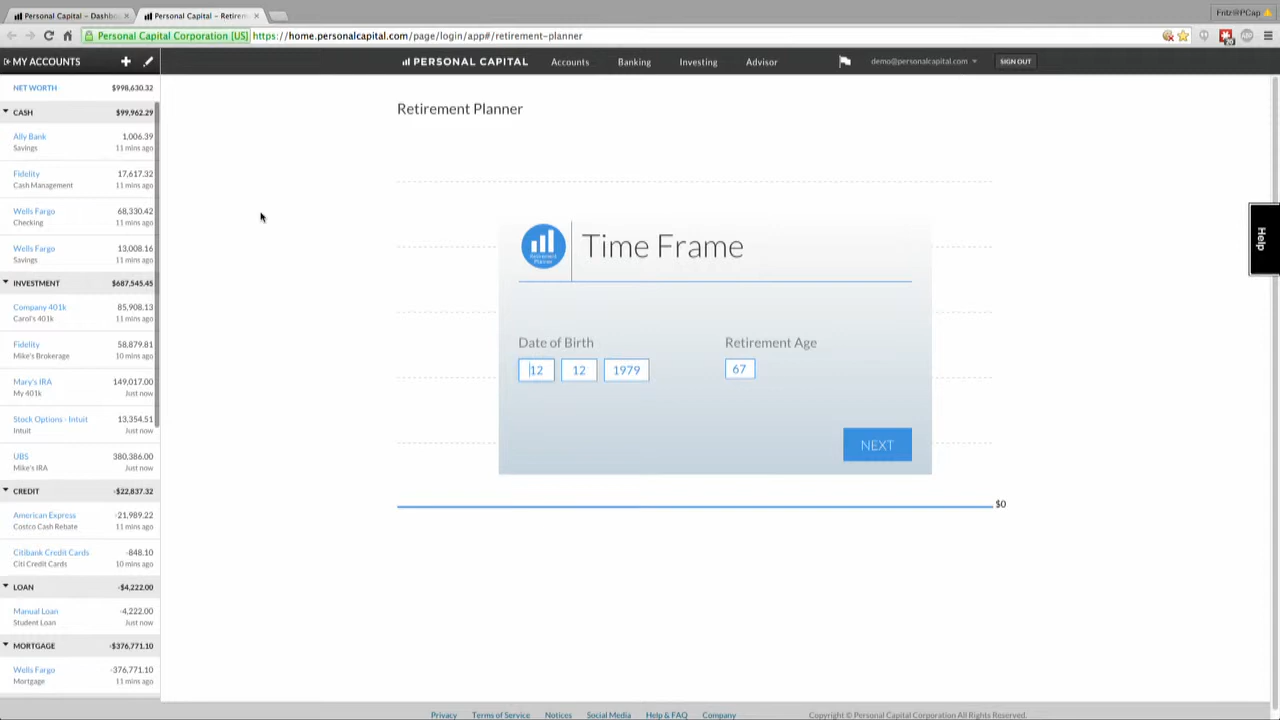 Personal Capital – Dashbo
Personal Capital – Retirem
Fritz@PCap
Personal Capital Corporation [US]
https://home.personalcapital.com/page/login/app#/retirement-planner
MY ACCOUNTS
PERSONAL CAPITAL
Accounts
Banking
Investing
Advisor
demo@personalcapital.com
SIGN OUT
NET WORTH $998,630.32
CASH $99,962.29
Ally Bank 1,006.39
Savings 11 mins ago
Fidelity 17,617.32
Cash Management 11 mins ago
Wells Fargo 68,330.42
Checking 11 mins ago
Wells Fargo 13,008.16
Savings 11 mins ago
INVESTMENT $687,545.45
Company 401k 85,908.13
Carol's 401k 11 mins ago
Fidelity 58,879.81
Mike's Brokerage 10 mins ago
Mary's IRA 149,017.00
My 401k Just now
Stock Options - Intuit 13,354.51
Intuit Just now
UBS 380,386.00
Mike's IRA Just now
CREDIT -$22,837.32
American Express -21,989.22
Costco Cash Rebate 11 mins ago
Citibank Credit Cards -848.10
Citi Credit Cards 10 mins ago
LOAN -$4,222.00
Manual Loan -4,222.00
Student Loan Just now
MORTGAGE -$376,771.10
Wells Fargo -376,771.10
Mortgage 11 mins ago
Retirement Planner
Retirement Planner
Time Frame
Date of Birth Retirement Age
12 12 1979 67
NEXT
$0
Help
Privacy Terms of Service Notices Social Media Help & FAQ Company Copyright © Personal Capital Corporation All Rights Reserved.